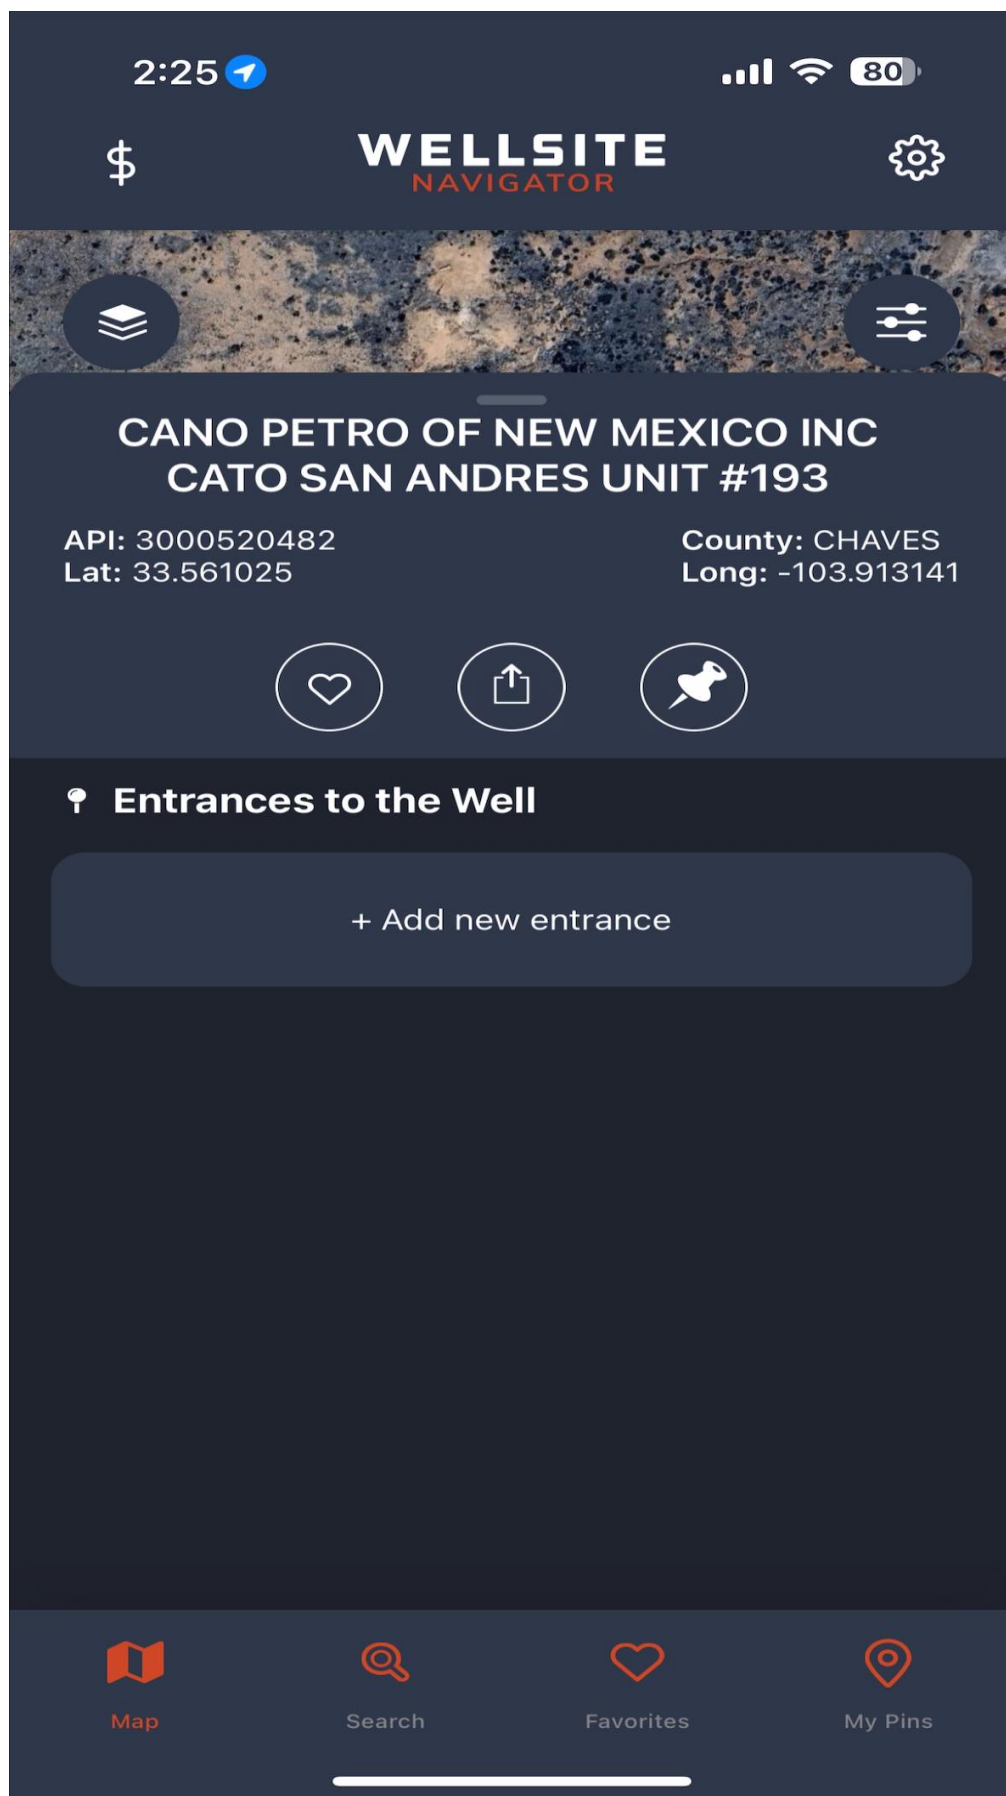 2:25
80
$
WELLSITE
NAVIGATOR
CANO PETRO OF NEW MEXICO INC
CATO SAN ANDRES UNIT #193
API: 3000520482
County: CHAVES
Lat: 33.561025
Long: -103.913141
Entrances to the Well
+ Add new entrance
Map
Search
Favorites
My Pins